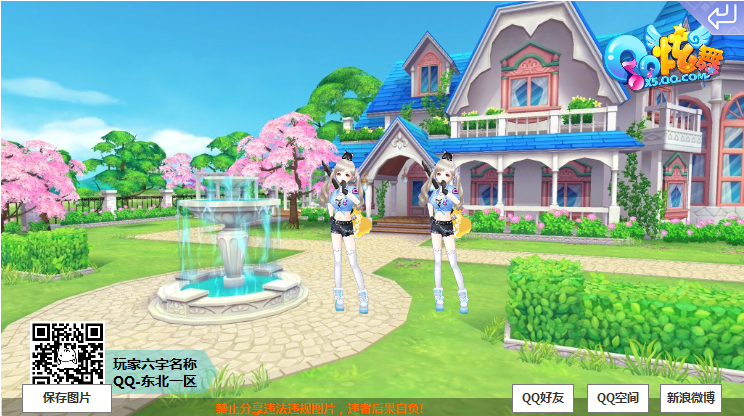 QQ炫舞
X5.QQ.COM
玩家六字名称
QQ-东北一区
保存图片
禁止分享违法违规图片，违者后果自负!
QQ好友
QQ空间
新浪微博